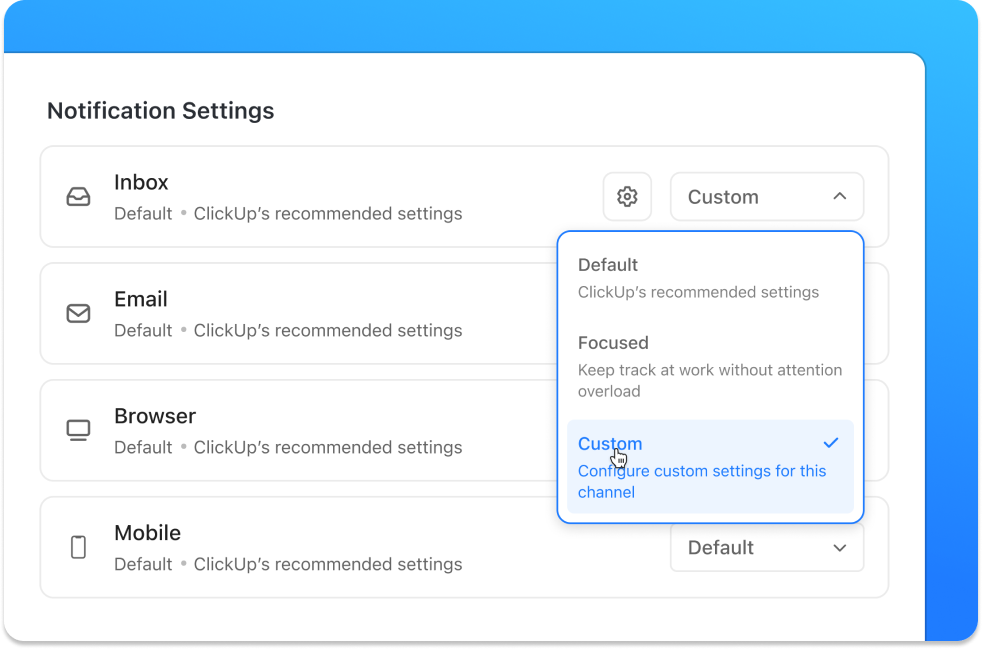 Notification Settings
Inbox
Default • ClickUp’s recommended settings
Custom
Default
ClickUp’s recommended settings
Focused
Keep track at work without attention
overload
Custom
Configure custom settings for this
channel
Email
Default • ClickUp’s recommended settings
Browser
Default • ClickUp’s recommended settings
Mobile
Default • ClickUp’s recommended settings
Default